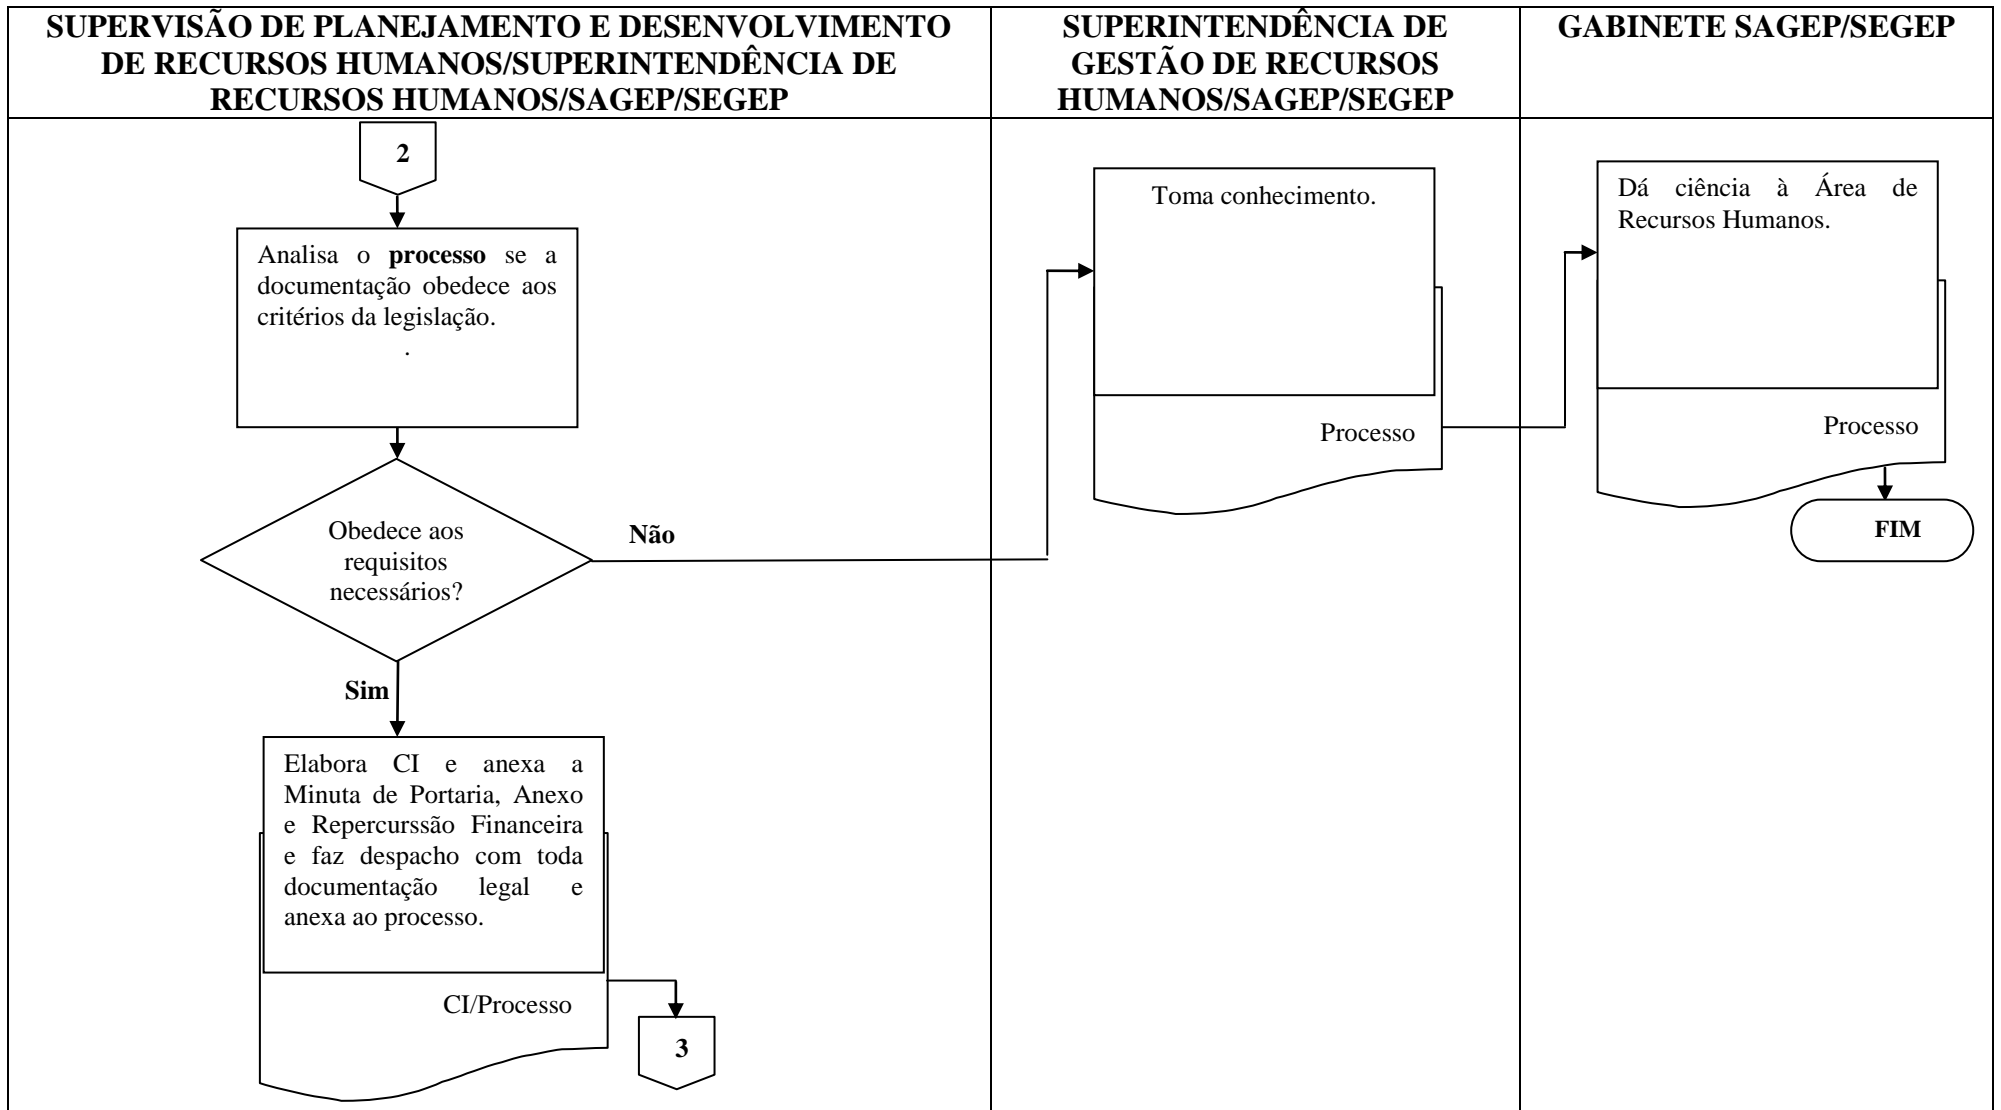 SUPERVISÃO DE PLANEJAMENTO E DESENVOLVIMENTO
DE RECURSOS HUMANOS/SUPERINTENDÊNCIA DE
RECURSOS HUMANOS/SAGEP/SEGEP
SUPERINTENDÊNCIA DE
GESTÃO DE RECURSOS
HUMANOS/SAGEP/SEGEP
GABINETE SAGEP/SEGEP
2
Analisa o processo se a
documentação obedece aos
critérios da legislação.
.
Obedece aos
requisitos
necessários?
Não
Sim
Elabora CI e anexa a
Minuta de Portaria, Anexo
e Repercurssão Financeira
e faz despacho com toda
documentação legal e
anexa ao processo.
CI/Processo
3
Toma conhecimento.
Processo
Dá ciência à Área de
Recursos Humanos.
Processo
FIM